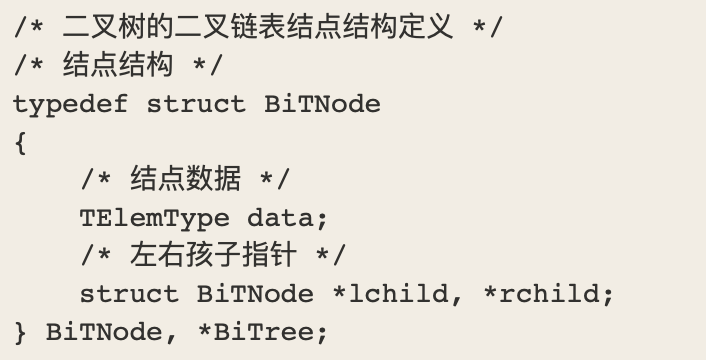 /* 二叉树的二叉链表结点结构定义 */
/* 结点结构 */
typedef struct BiTNode
{
    /* 结点数据 */
    TElemType data;
    /* 左右孩子指针 */
    struct BiTNode *lchild, *rchild;
} BiTNode, *BiTree;